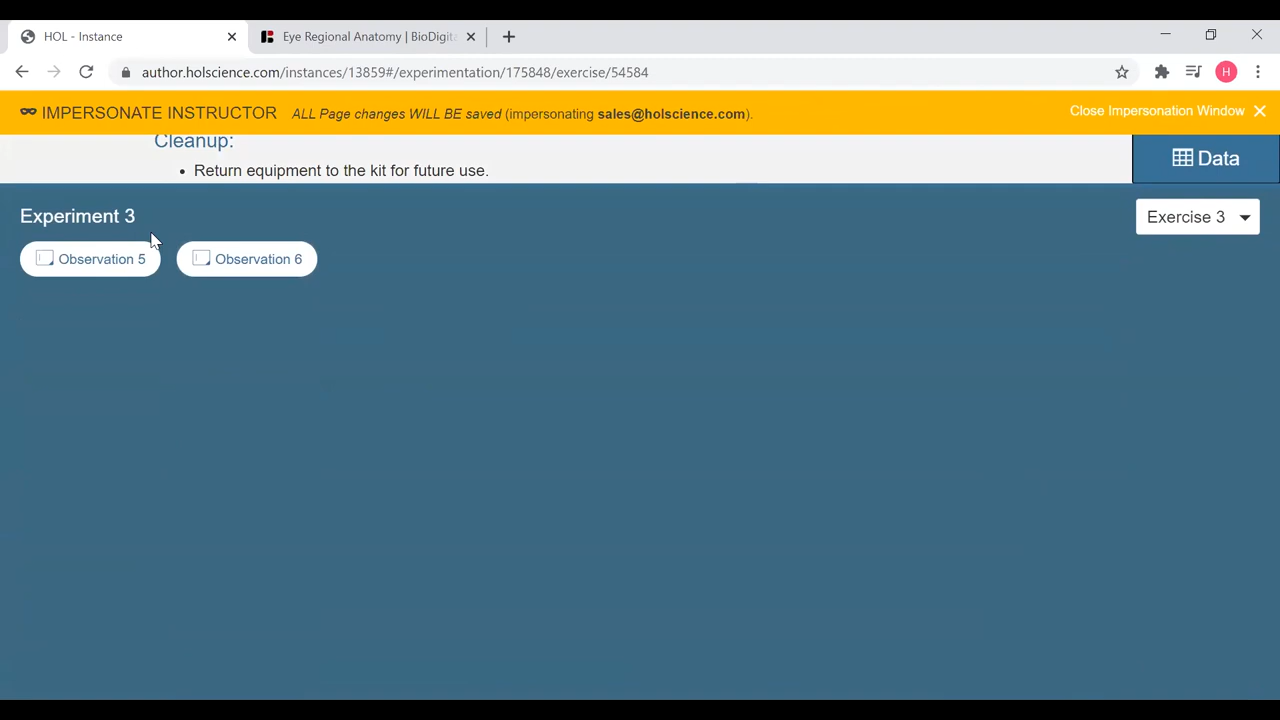 HOL - Instance
Eye Regional Anatomy | BioDigita
author.holscience.com/instances/13859#/experimentation/175848/exercise/54584
H
IMPERSONATE INSTRUCTOR ALL Page changes WILL BE saved (impersonating sales@holscience.com).
Close Impersonation Window
Cleanup:
• Return equipment to the kit for future use.
Data
Experiment 3
Exercise 3
Observation 5
Observation 6